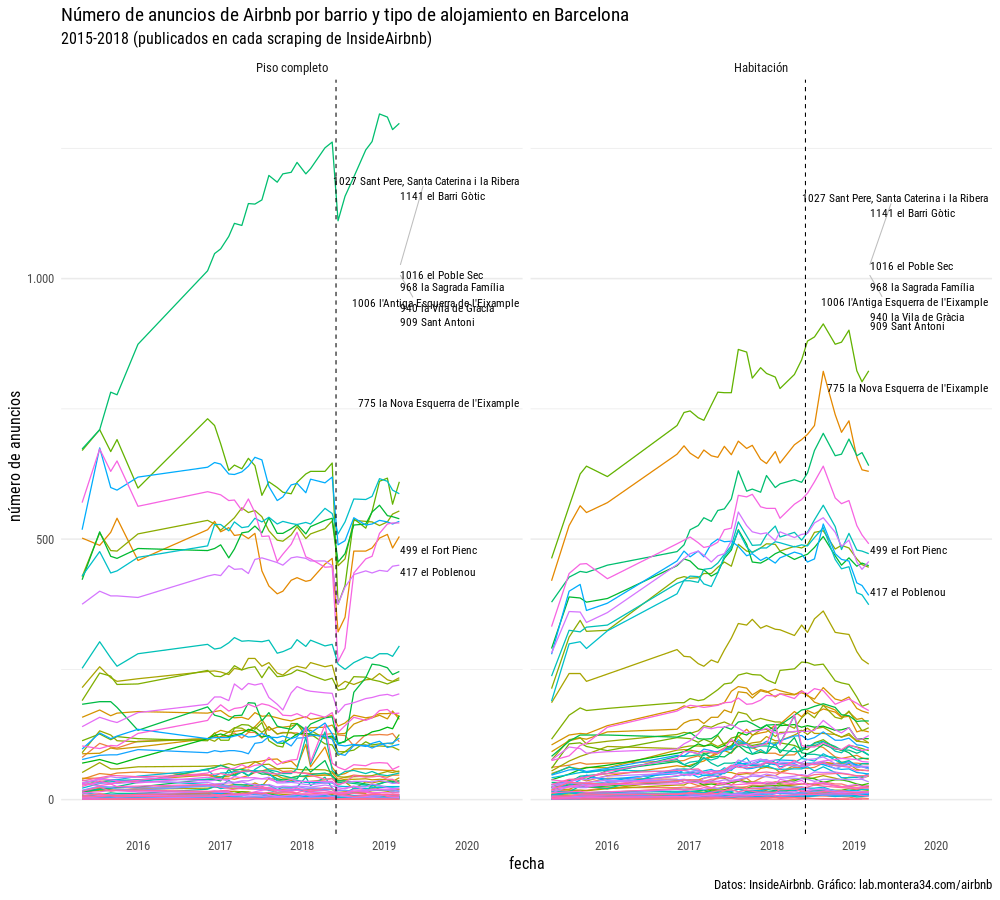 Número de anuncios de Airbnb por barrio y tipo de alojamiento en Barcelona
2015-2018 (publicados en cada scraping de InsideAirbnb)
Piso completo
Habitación
número de anuncios
1.000
500
0
1027 Sant Pere, Santa Caterina i la Ribera
1141 el Barri Gòtic
1016 el Poble Sec
968 la Sagrada Família
1006 l'Antiga Esquerra de l'Eixample
940 la Vila de Gràcia
909 Sant Antoni
775 la Nova Esquerra de l'Eixample
499 el Fort Pienc
417 el Poblenou
1027 Sant Pere, Santa Caterina i la Ribera
1141 el Barri Gòtic
1016 el Poble Sec
968 la Sagrada Família
1006 l'Antiga Esquerra de l'Eixample
940 la Vila de Gràcia
909 Sant Antoni
775 la Nova Esquerra de l'Eixample
499 el Fort Pienc
417 el Poblenou
2016 2017 2018 2019 2020
2016 2017 2018 2019 2020
fecha
Datos: InsideAirbnb. Gráfico: lab.montera34.com/airbnb